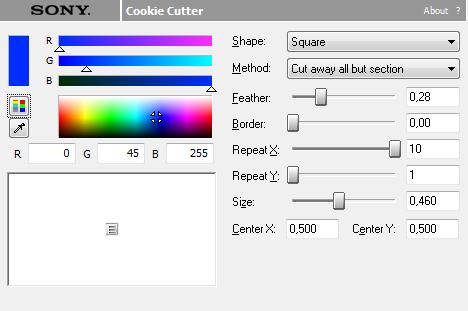 SONY. Cookie Cutter About ?
R
G
B
R 0 G 45 B 255
Shape: Square
Method: Cut away all but section
Feather: 0,28
Border: 0,00
Repeat X: 10
Repeat Y: 1
Size: 0,460
Center X: 0,500 Center Y: 0,500